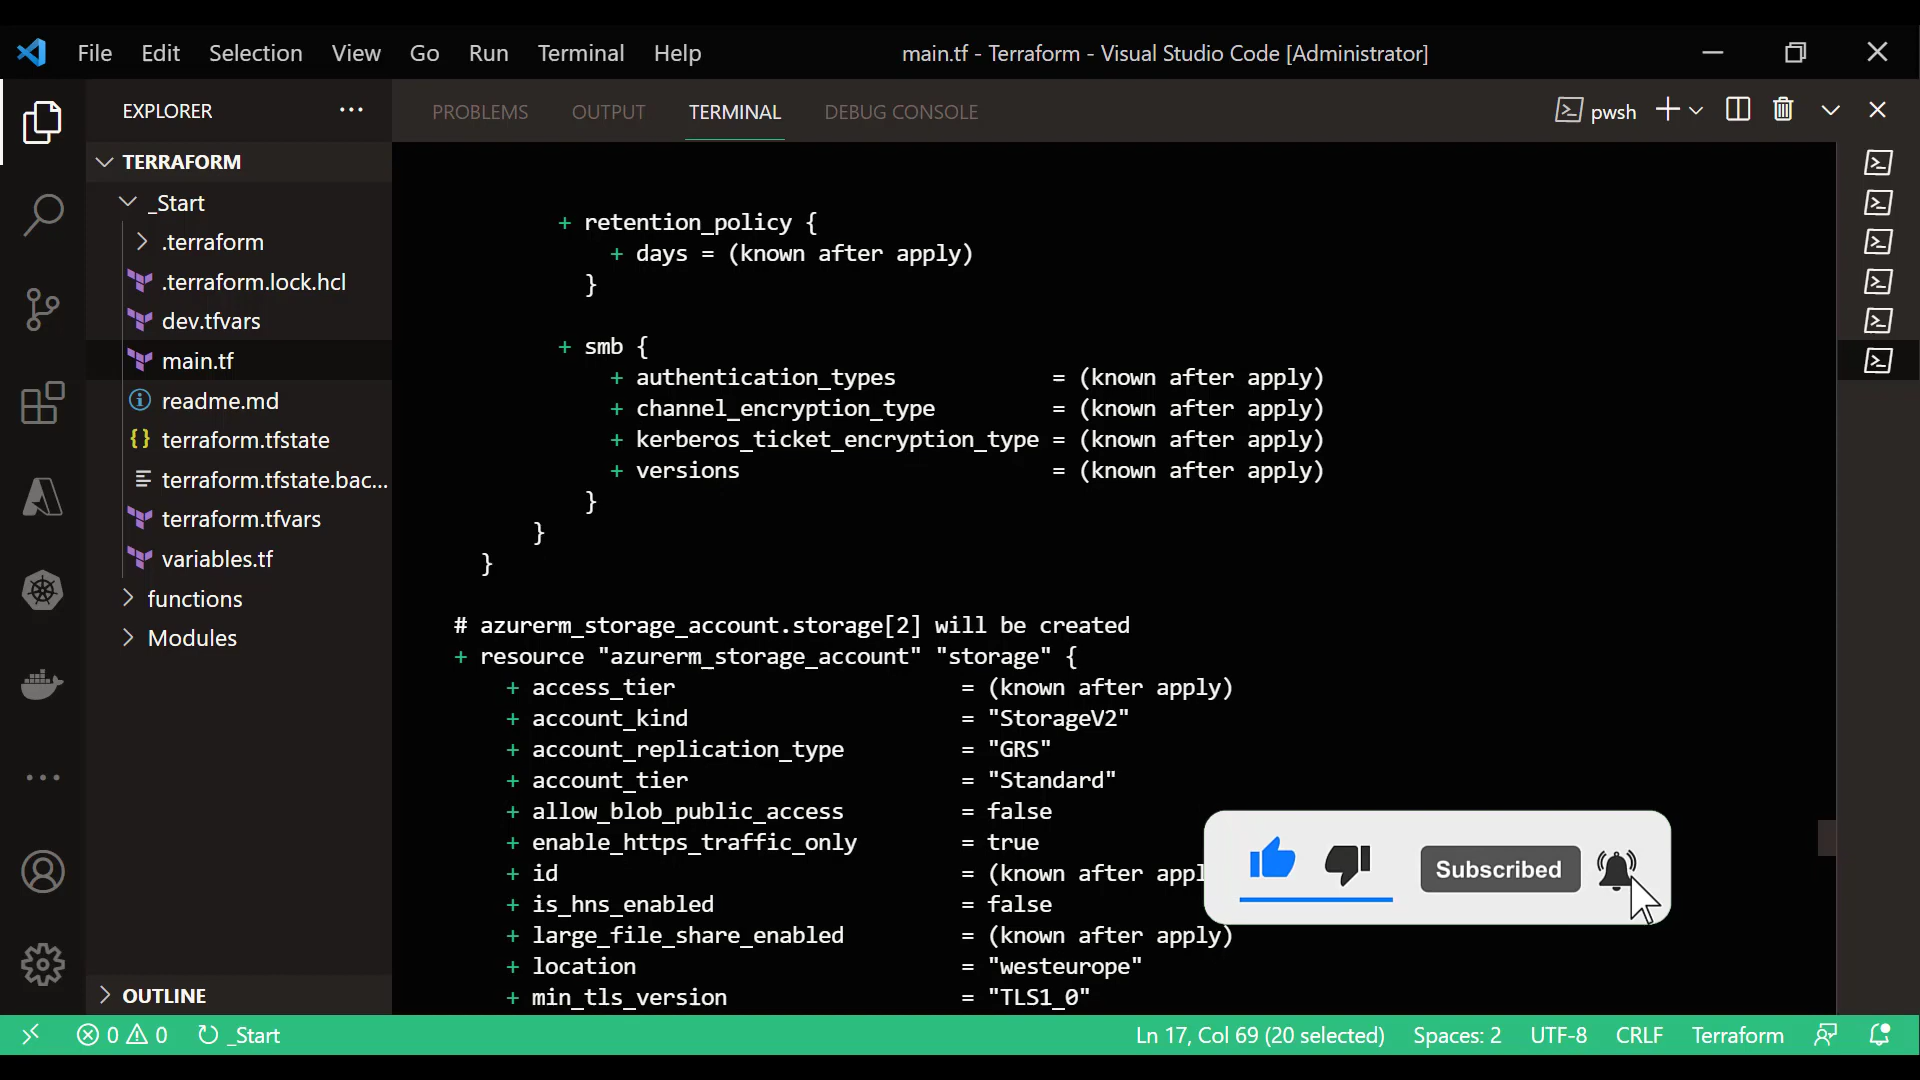 File Edit Selection View Go Run Terminal Help
main.tf - Terraform - Visual Studio Code [Administrator]
EXPLORER
PROBLEMS OUTPUT TERMINAL DEBUG CONSOLE
pwsh
TERRAFORM
_Start
.terraform
.terraform.lock.hcl
dev.tfvars
main.tf
readme.md
terraform.tfstate
terraform.tfstate.bac...
terraform.tfvars
variables.tf
functions
Modules
OUTLINE
+ retention_policy {
+ days = (known after apply)
}
+ smb {
+ authentication_types = (known after apply)
+ channel_encryption_type = (known after apply)
+ kerberos_ticket_encryption_type = (known after apply)
+ versions = (known after apply)
}
}
}
# azurerm_storage_account.storage[2] will be created
+ resource "azurerm_storage_account" "storage" {
+ access_tier = (known after apply)
+ account_kind = "StorageV2"
+ account_replication_type = "GRS"
+ account_tier = "Standard"
+ allow_blob_public_access = false
+ enable_https_traffic_only = true
+ id = (known after appl
+ is_hns_enabled = false
+ large_file_share_enabled = (known after apply)
+ location = "westeurope"
+ min_tls_version = "TLS1_0"
Subscribed
0 0 _Start
Ln 17, Col 69 (20 selected) Spaces: 2 UTF-8 CRLF Terraform